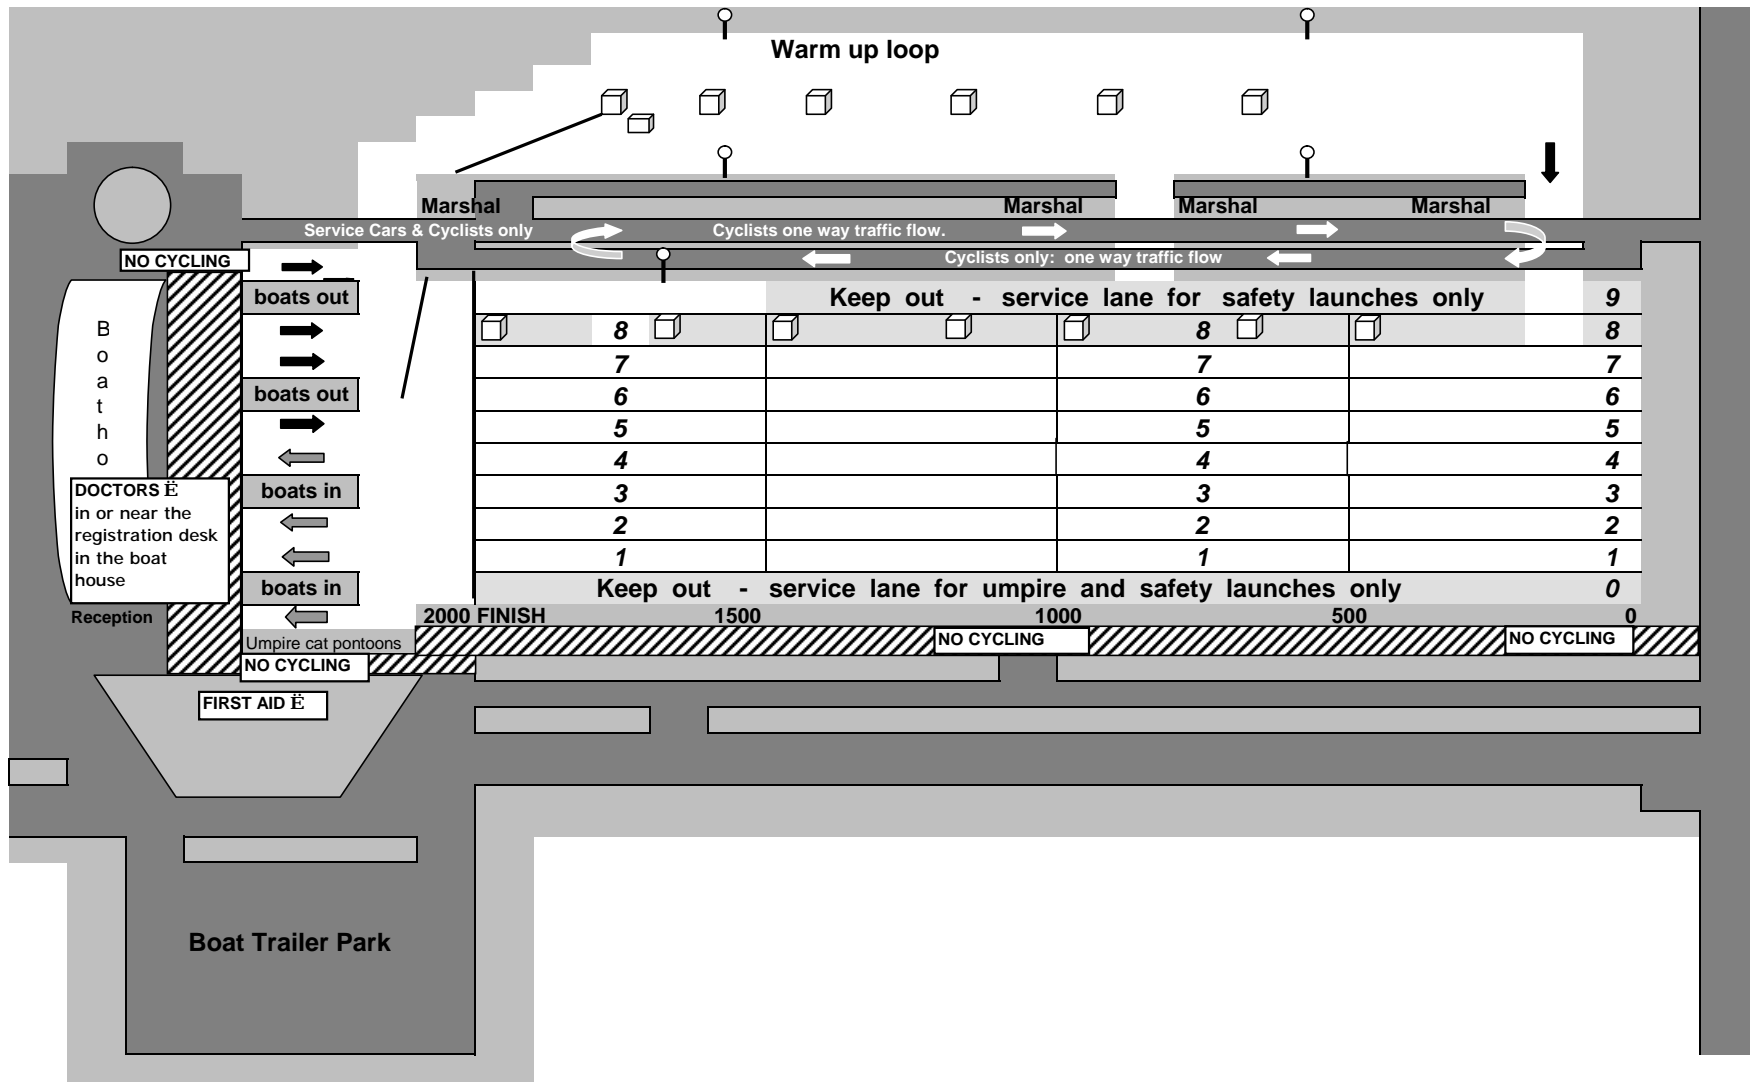 Warm up loop
Marshal Marshal Marshal Marshal
Service Cars & Cyclists only Cyclists one way traffic flow.
Cyclists only: one way traffic flow
NO CYCLING
boats out
Keep out - service lane for safety launches only 9
8 8 8
7 7 7
boats out
6 6 6
5 5 5
4 4 4
boats in
3 3 3
2 2 2
1 1 1
boats in
Keep out - service lane for umpire and safety launches only 0
B
o
a
t
h
o
DOCTORS Ë
in or near the
registration desk
in the boat
house
Reception
2000 FINISH 1500 1000 500 0
Umpire cat pontoons
NO CYCLING
NO CYCLING
NO CYCLING
FIRST AID Ë
Boat Trailer Park